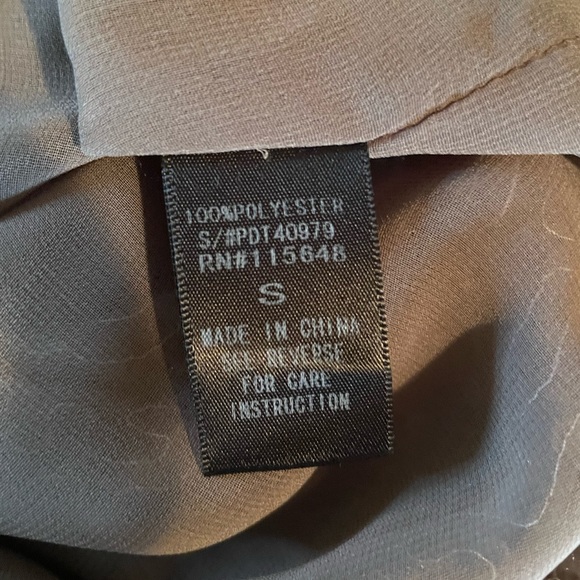 100%POLYESTER
S/#PDT40979
RN#115648
S
MADE IN CHINA
SEE REVERSE
FOR CARE
INSTRUCTION